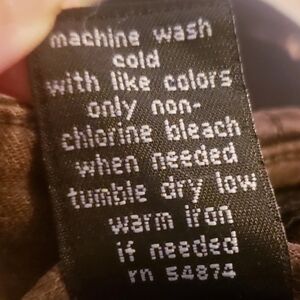 machine wash
cold
with like colors
only non-
chlorine bleach
when needed
tumble dry low
warm iron
if needed
rn 54874